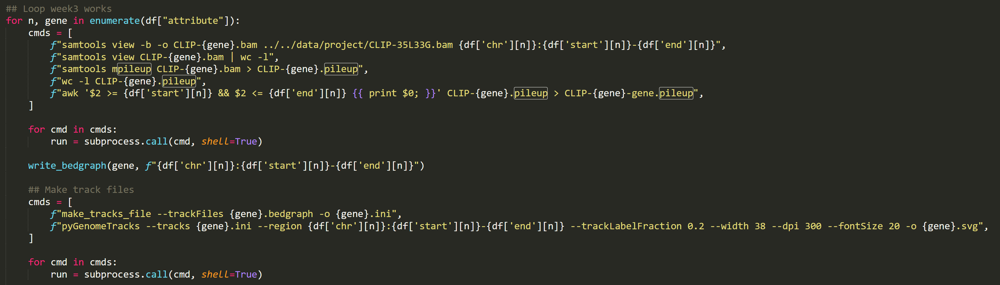 ## Loop week3 works
for n, gene in enumerate(df["attribute"]):
    cmds = [
        f"samtools view -b -o CLIP-{gene}.bam ../../data/project/CLIP-35L33G.bam {df['chr'][n]}:{df['start'][n]}-{df['end'][n]}",
        f"samtools view CLIP-{gene}.bam | wc -l",
        f"samtools mpileup CLIP-{gene}.bam > CLIP-{gene}.pileup",
        f"wc -l CLIP-{gene}.pileup",
        f"awk '$2 >= {df['start'][n]} && $2 <= {df['end'][n]} {{ print $0; }}' CLIP-{gene}.pileup > CLIP-{gene}-gene.pileup",
    ]

    for cmd in cmds:
        run = subprocess.call(cmd, shell=True)

    write_bedgraph(gene, f"{df['chr'][n]}:{df['start'][n]}-{df['end'][n]}")

    ## Make track files
    cmds = [
        f"make_tracks_file --trackFiles {gene}.bedgraph -o {gene}.ini",
        f"pyGenomeTracks --tracks {gene}.ini --region {df['chr'][n]}:{df['start'][n]}-{df['end'][n]} --trackLabelFraction 0.2 --width 38 --dpi 300 --fontSize 20 -o {gene}.svg",
    ]

    for cmd in cmds:
        run = subprocess.call(cmd, shell=True)